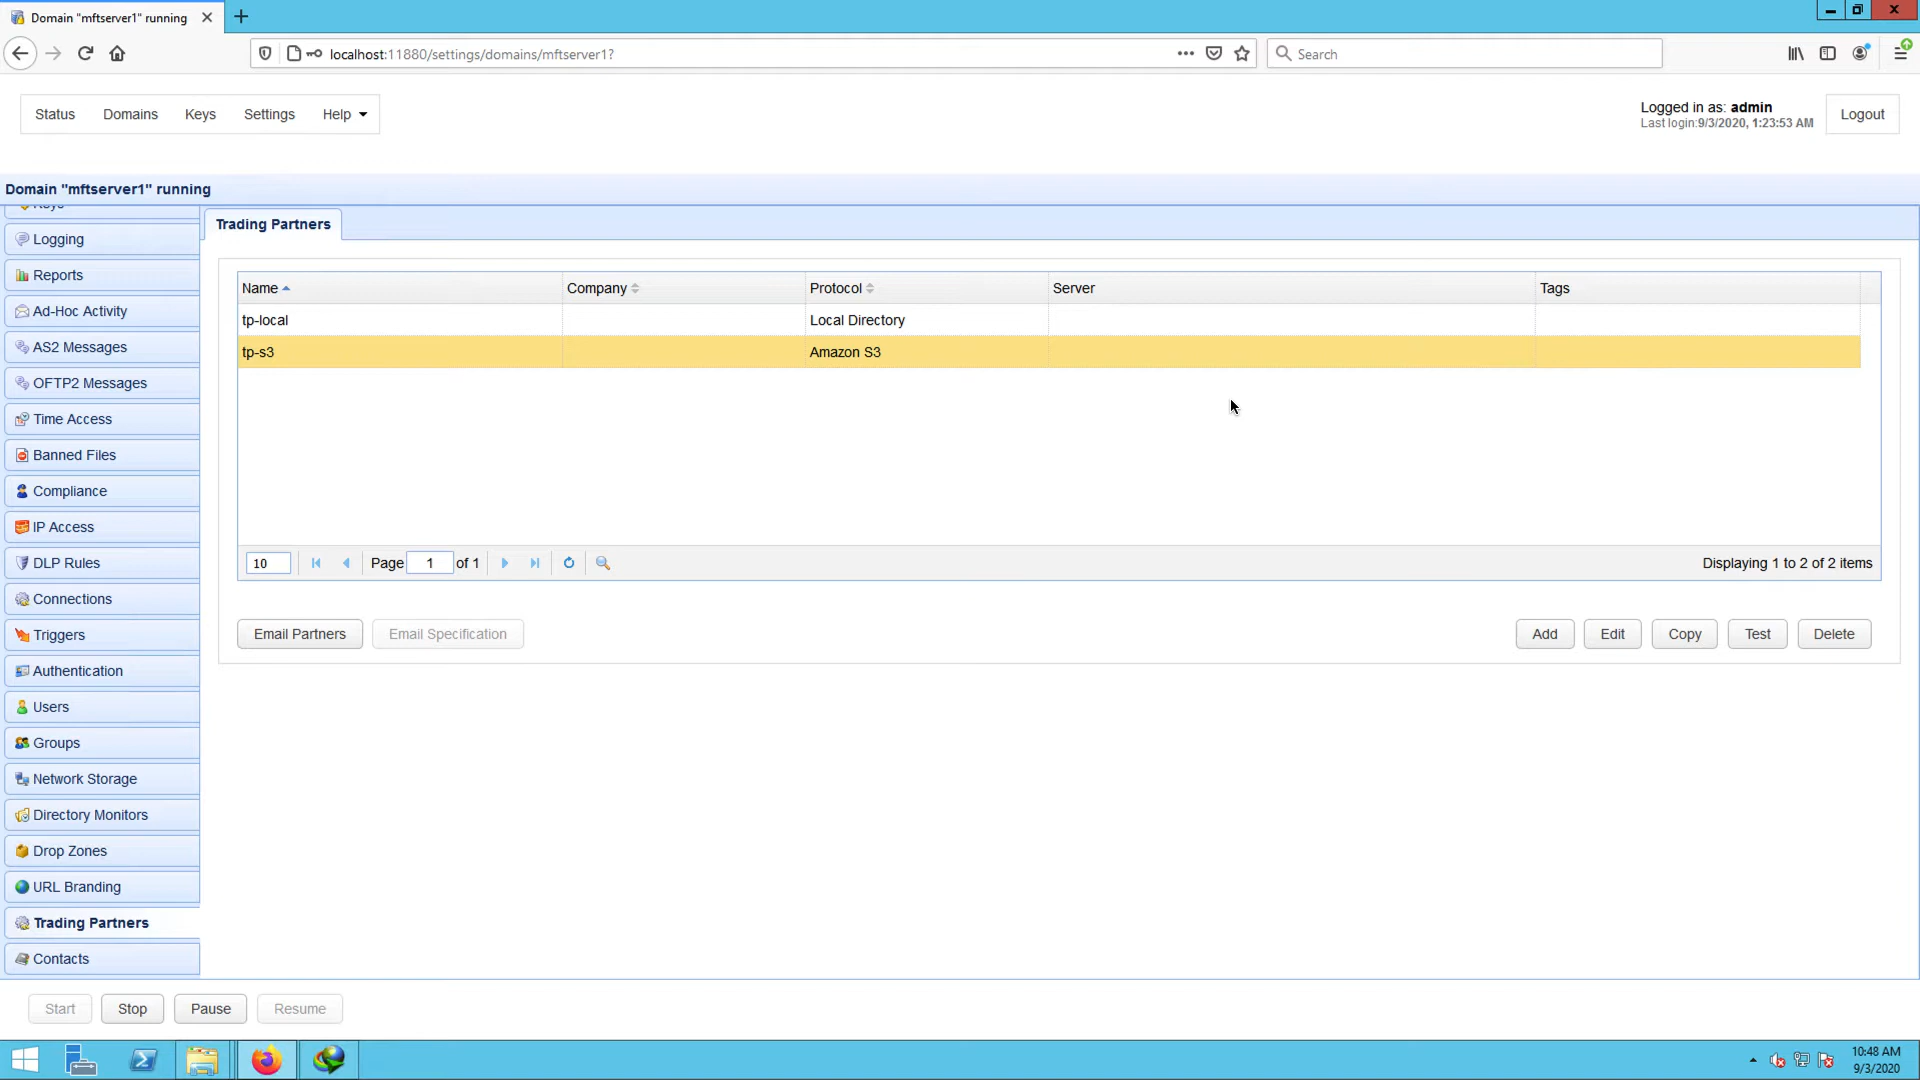 Domain "mftserver1" running
localhost:11880/settings/domains/mftserver1?
Search
Status Domains Keys Settings Help
Logged in as: admin
Last login:9/3/2020, 1:23:53 AM
Logout
Domain "mftserver1" running
Keys
Logging
Reports
Ad-Hoc Activity
AS2 Messages
OFTP2 Messages
Time Access
Banned Files
Compliance
IP Access
DLP Rules
Connections
Triggers
Authentication
Users
Groups
Network Storage
Directory Monitors
Drop Zones
URL Branding
Trading Partners
Contacts
Trading Partners
Name Company Protocol Server Tags
tp-local Local Directory
tp-s3 Amazon S3
10 Page 1 of 1 Displaying 1 to 2 of 2 items
Email Partners Email Specification Add Edit Copy Test Delete
Start Stop Pause Resume
10:48 AM
9/3/2020